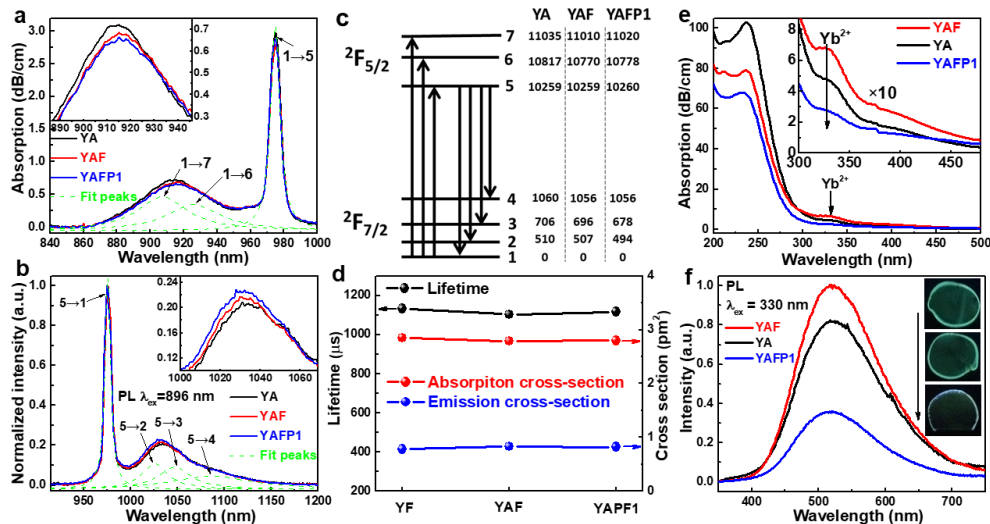 a
Absorption (dB/cm)
3.0
2.5
2.0
1.5
1.0
0.5
0.0
0.7
0.6
0.5
0.4
0.3
890 915 940
YA
YAF
YAFP1
Fit peaks
1→5
1→7
1→6
840 860 880 900 920 940 960 980 1000
Wavelength (nm)
b
Normalized intensity (a.u.)
1.0
0.8
0.6
0.4
0.2
0.0
5→1
0.24
0.20
0.16
0.12
1000 1020 1040 1060
PL λex=896 nm
YA
YAF
YAFP1
Fit peaks
5→2
5→3
5→4
950 1000 1050 1100 1150 1200
Wavelength (nm)
c
YA YAF YAFP1
²F5/2
7 11035 11010 11020
6 10817 10770 10778
5 10259 10259 10260
²F7/2
4 1060 1056 1056
3 706 696 678
2 510 507 494
1 0 0 0
d
Lifetime (μs)
1200
1000
800
600
400
200
Lifetime
Absorpiton cross-section
Emission cross-section
4
3
2
1
0
Cross section (pm²)
YF YAF YAPF1
e
Absorption (dB/cm)
100
80
60
40
20
0
YAF
YA
YAFP1
8
6
4
2
0
Yb²⁺
×10
300 350 400 450
Yb²⁺
200 250 300 350 400 450 500
Wavelength (nm)
f
Intensity (a.u.)
1.0
0.8
0.6
0.4
0.2
0.0
PL
λex = 330 nm
YAF
YA
YAFP1
400 500 600 700
Wavelength (nm)